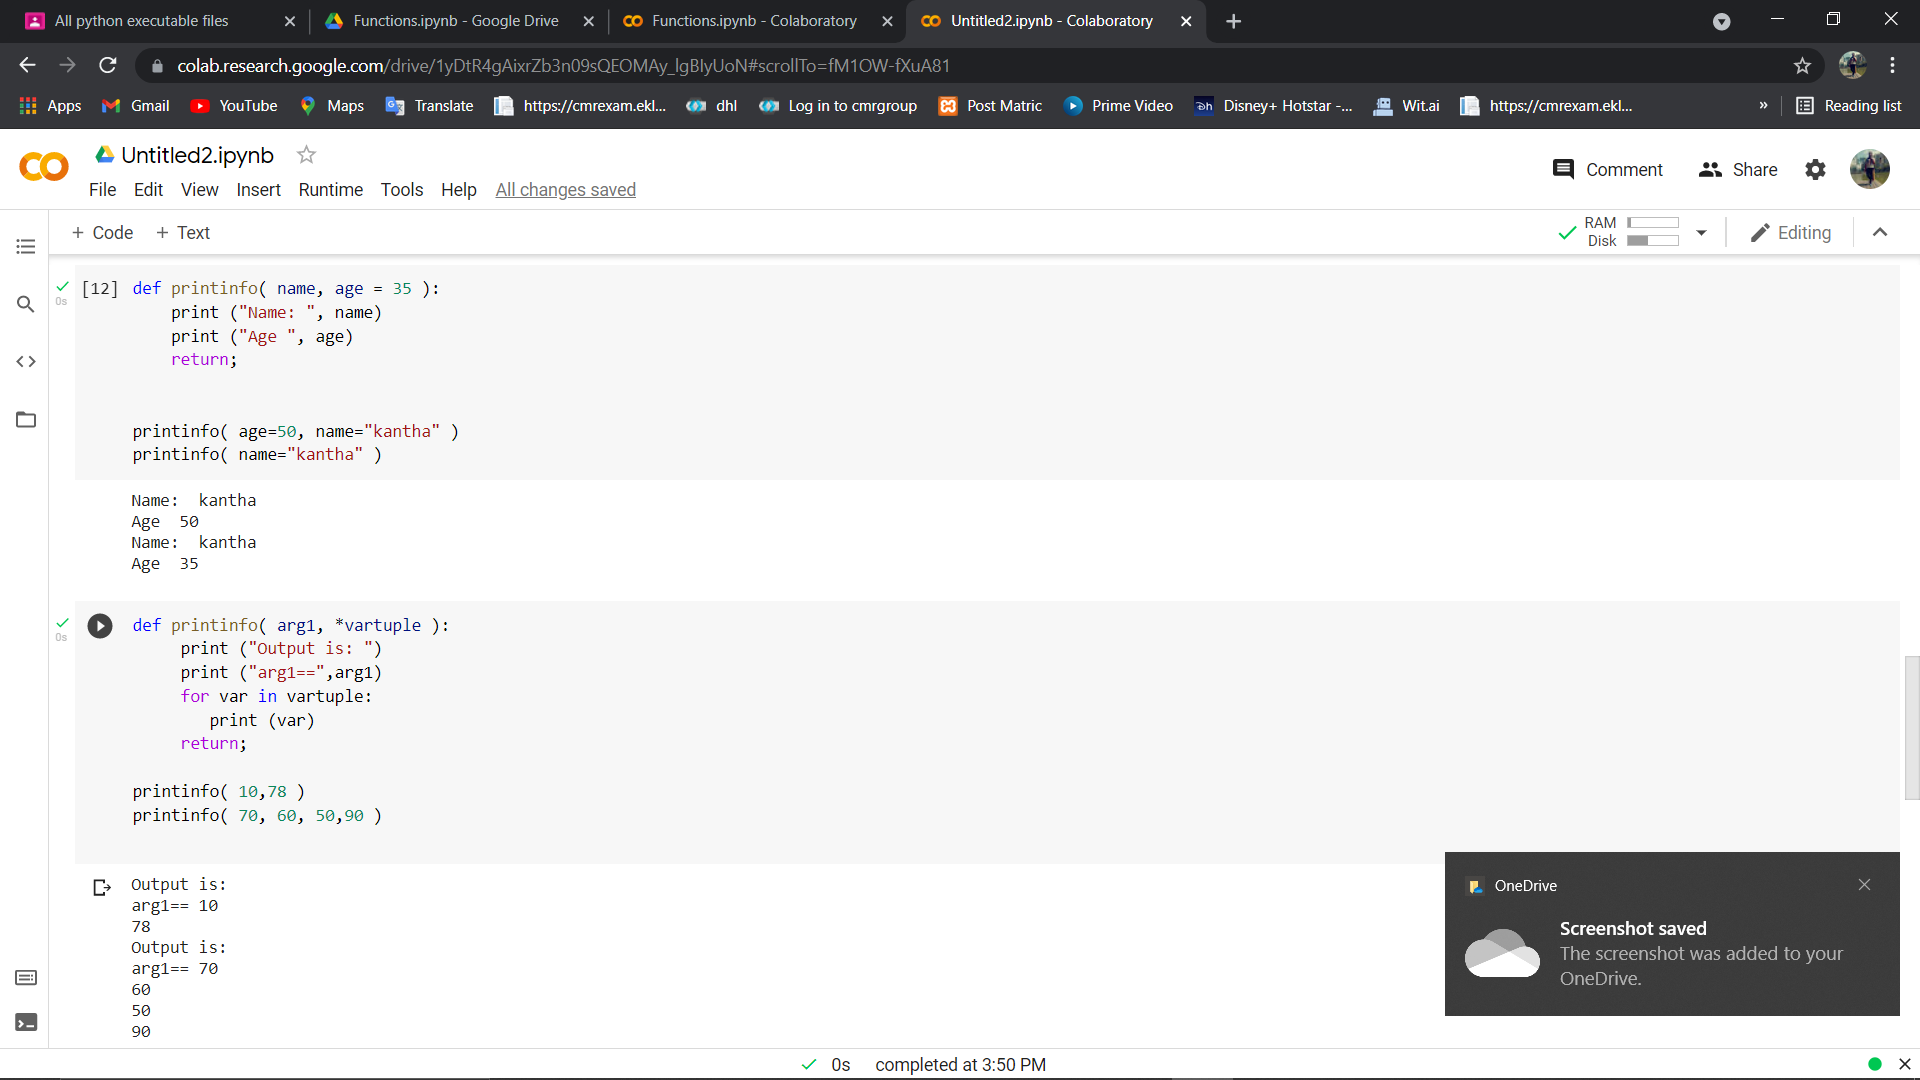 All python executable files
Functions.ipynb - Google Drive
Functions.ipynb - Colaboratory
Untitled2.ipynb - Colaboratory
colab.research.google.com/drive/1yDtR4gAixrZb3n09sQEOMAy_lgBlyUoN#scrollTo=fM1OW-fXuA81
Apps
Gmail
YouTube
Maps
Translate
https://cmrexam.ekl...
dhl
Log in to cmrgroup
Post Matric
Prime Video
Disney+ Hotstar -...
Wit.ai
https://cmrexam.ekl...
»
Reading list
Untitled2.ipynb
Comment
Share
File Edit View Insert Runtime Tools Help All changes saved
+ Code + Text
RAM
Disk
Editing
[12] def printinfo( name, age = 35 ):
0s
print ("Name: ", name)
print ("Age ", age)
return;
printinfo( age=50, name="kantha" )
printinfo( name="kantha" )
Name:  kantha
Age  50
Name:  kantha
Age  35
def printinfo( arg1, *vartuple ):
0s
print ("Output is: ")
print ("arg1==",arg1)
for var in vartuple:
print (var)
return;
printinfo( 10,78 )
printinfo( 70, 60, 50,90 )
Output is:
arg1== 10
78
Output is:
arg1== 70
60
50
90
OneDrive
Screenshot saved
The screenshot was added to your
OneDrive.
0s completed at 3:50 PM